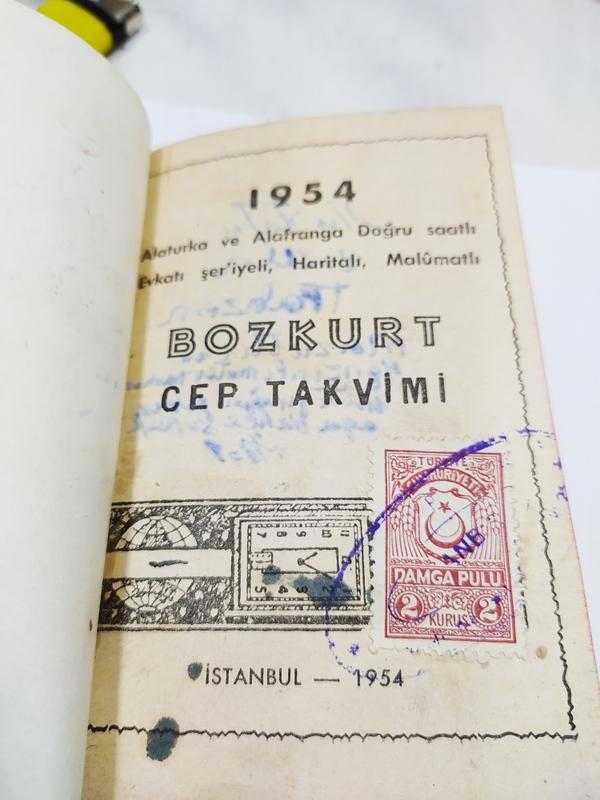 1954
Alaturka ve Alafranga Doğru saatlı
Evkatı şer'iyeli, Haritalı, Malûmatlı
BOZKURT
CEP TAKVİMİ
TÜRKİYE
CUMHURİYETİ
DAMGA PULU
2 2
KURUŞ
İSTANBUL — 1954